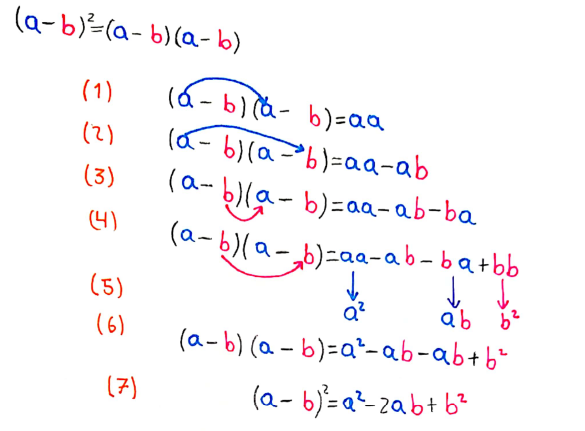 (a-b)²=(a-b)(a-b)
(1) (a-b)(a-b)=aa
(2) (a-b)(a-b)=aa-ab
(3) (a-b)(a-b)=aa-ab-ba
(4) (a-b)(a-b)=aa-ab-ba+bb
(5) a² ab b²
(6) (a-b)(a-b)=a²-ab-ab+b²
(7) (a-b)²=a²-2ab+b²